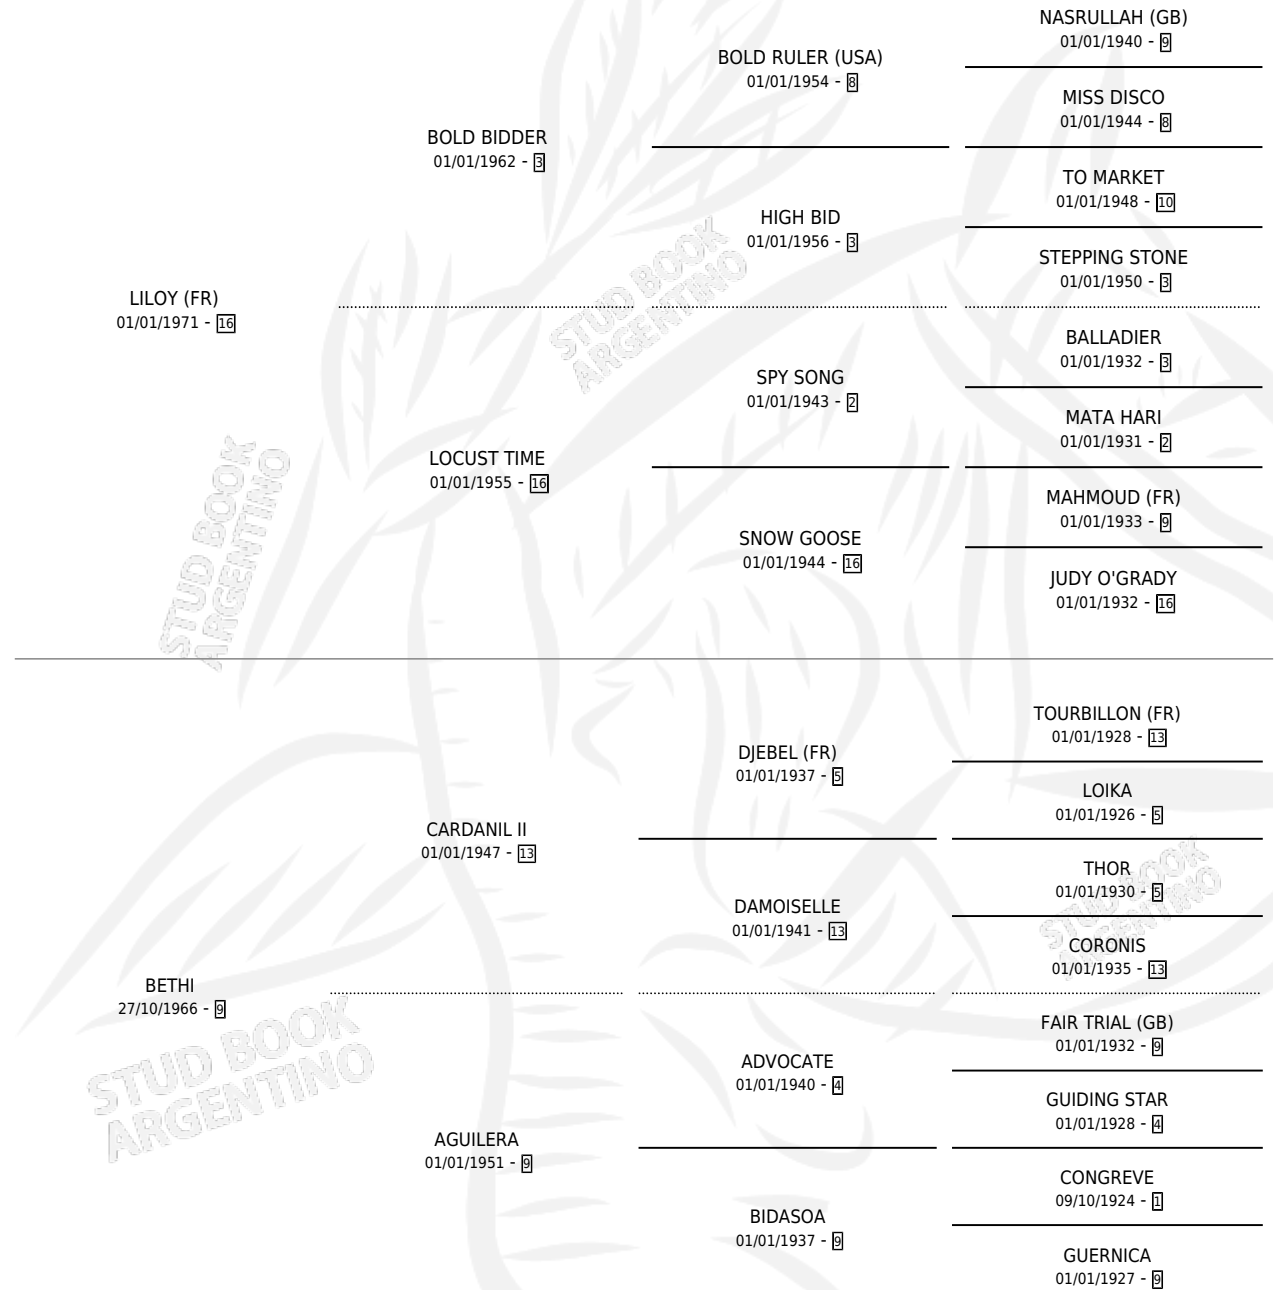 NASRULLAH (GB)
01/01/1940 - 9
BOLD RULER (USA)
01/01/1954 - 8
MISS DISCO
01/01/1944 - 8
BOLD BIDDER
01/01/1962 - 3
TO MARKET
01/01/1948 - 10
HIGH BID
01/01/1956 - 3
STEPPING STONE
01/01/1950 - 3
LILOY (FR)
01/01/1971 - 16
BALLADIER
01/01/1932 - 3
SPY SONG
01/01/1943 - 2
MATA HARI
01/01/1931 - 2
LOCUST TIME
01/01/1955 - 16
MAHMOUD (FR)
01/01/1933 - 9
SNOW GOOSE
01/01/1944 - 16
JUDY O'GRADY
01/01/1932 - 16
TOURBILLON (FR)
01/01/1928 - 13
DJEBEL (FR)
01/01/1937 - 5
LOIKA
01/01/1926 - 5
CARDANIL II
01/01/1947 - 13
THOR
01/01/1930 - 5
DAMOISELLE
01/01/1941 - 13
CORONIS
01/01/1935 - 13
BETHI
27/10/1966 - 9
FAIR TRIAL (GB)
01/01/1932 - 9
ADVOCATE
01/01/1940 - 4
GUIDING STAR
01/01/1928 - 4
AGUILERA
01/01/1951 - 9
CONGREVE
09/10/1924 - 1
BIDASOA
01/01/1937 - 9
GUERNICA
01/01/1927 - 9
STUD BOOK
ARGENTINO
STUD BOOK
ARGENTINO
STUD BOOK
ARGENTINO
STUD BOOK
ARGENTINO